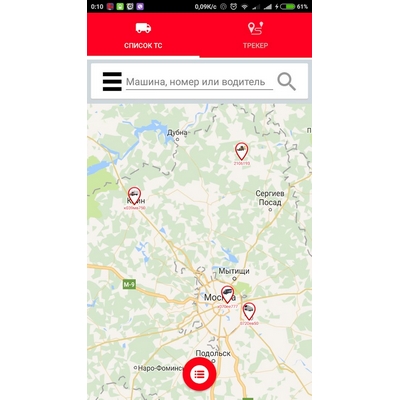 0:10
0,09K/с
61%
СПИСОК ТС
ТРЕКЕР
Машина, номер или водитель
Дубна
Сергиев
Посад
М-9
Мытищи
Москва
Подольск
Наро-Фоминск